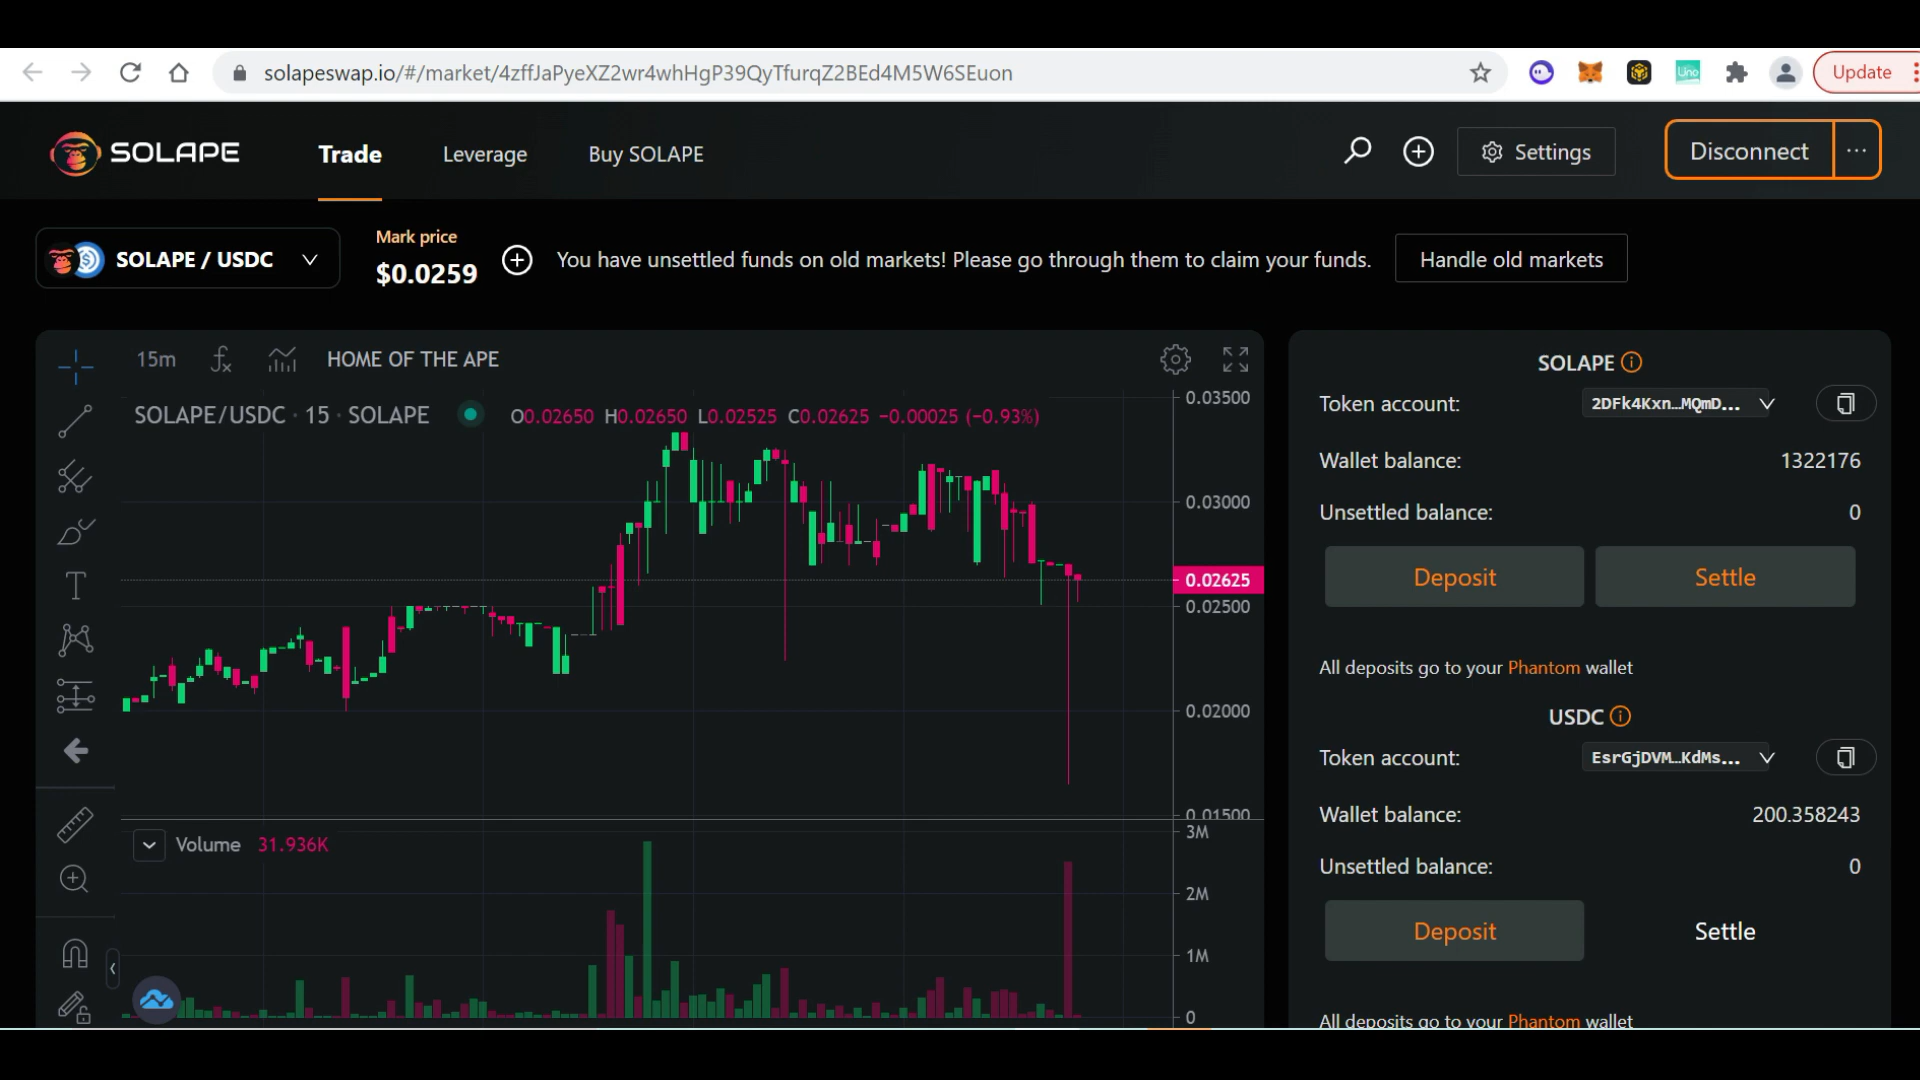 solapeswap.io/#/market/4zffJaPyeXZ2wr4whHgP39QyTfurqZ2BEd4M5W6SEuon
Uno
Update
SOLAPE
Trade
Leverage
Buy SOLAPE
Settings
Disconnect
...
SOLAPE / USDC
Mark price
$0.0259
You have unsettled funds on old markets! Please go through them to claim your funds.
Handle old markets
15m
HOME OF THE APE
SOLAPE/USDC · 15 · SOLAPE
O0.02650 H0.02650 L0.02525 C0.02625 −0.00025 (−0.93%)
0.03500
0.03000
0.02625
0.02500
0.02000
0.01500
Volume 31.936K
3M
2M
1M
0
SOLAPE
Token account:
2DFk4Kxn…MQmD...
Wallet balance:
1322176
Unsettled balance:
0
Deposit
Settle
All deposits go to your Phantom wallet
USDC
Token account:
EsrGjDVM…KdMs...
Wallet balance:
200.358243
Unsettled balance:
0
Deposit
Settle
All deposits go to your Phantom wallet